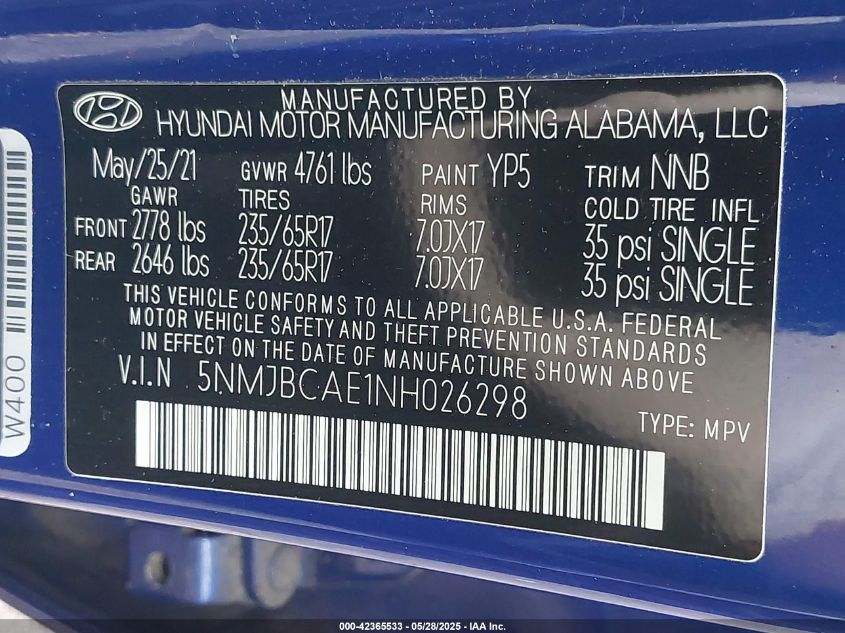 MANUFACTURED BY
HYUNDAI MOTOR MANUFACTURING ALABAMA, LLC
May/25/21 GVWR 4761 lbs PAINT YP5 TRIM NNB
GAWR TIRES RIMS COLD TIRE INFL
FRONT 2778 lbs 235/65R17 7.0JX17 35 psi SINGLE
REAR 2646 lbs 235/65R17 7.0JX17 35 psi SINGLE
THIS VEHICLE CONFORMS TO ALL APPLICABLE U.S.A. FEDERAL
MOTOR VEHICLE SAFETY AND THEFT PREVENTION STANDARDS
IN EFFECT ON THE DATE OF MANUFACTURE SHOWN ABOVE
V.I.N 5NMJBCAE1NH026298
TYPE: MPV
W400
000-42365533 - 05/28/2025 - IAA Inc.